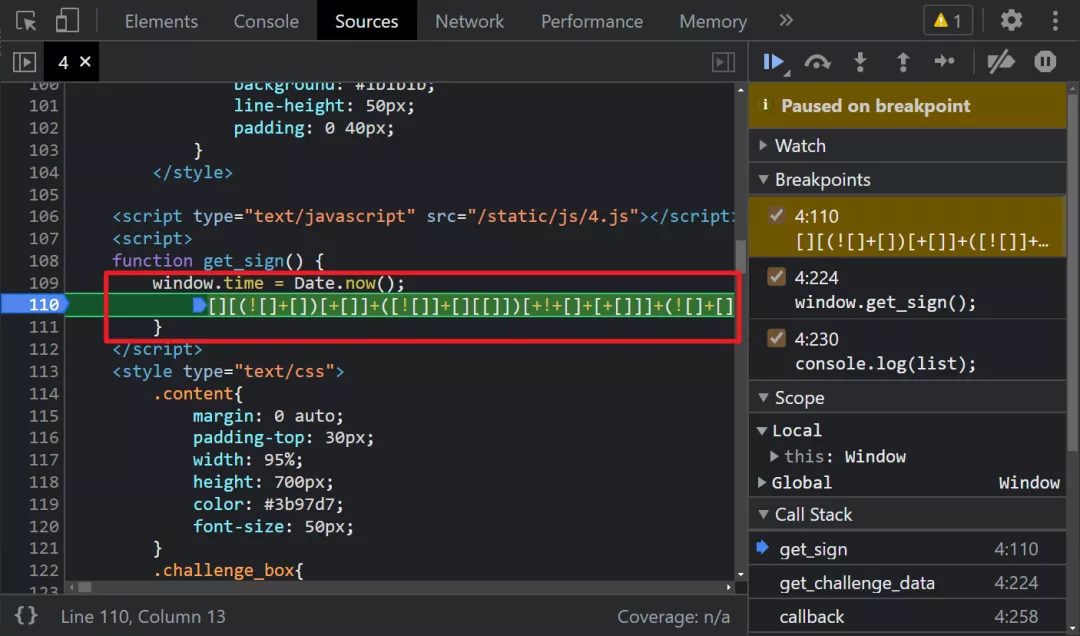 Elements Console Sources Network Performance Memory » 1
4 ×
100 background: #1b1b1b;
101 line-height: 50px;
102 padding: 0 40px;
103 }
104 </style>
105
106 <script type="text/javascript" src="/static/js/4.js"></script>
107 <script>
108 function get_sign() {
109 window.time = Date.now();
110 [][(![]+[])[+[]]+([![]]+[][[]])[+!+[]+[+[]]]+(![]+[]
111 }
112 </script>
113 <style type="text/css">
114 .content{
115 margin: 0 auto;
116 padding-top: 30px;
117 width: 95%;
118 height: 700px;
119 color: #3b97d7;
120 font-size: 50px;
121 }
122 .challenge_box{
123
{} Line 110, Column 13 Coverage: n/a
i Paused on breakpoint
Watch
Breakpoints
4:110
[][(![]+[])[+[]]+([![]]+…
4:224
window.get_sign();
4:230
console.log(list);
Scope
Local
this: Window
Global Window
Call Stack
get_sign 4:110
get_challenge_data 4:224
callback 4:258